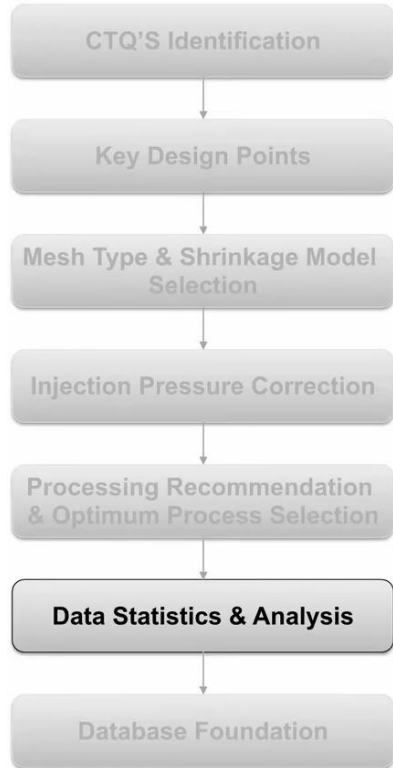 CTQ'S Identification
Key Design Points
Mesh Type & Shrinkage Model
Selection
Injection Pressure Correction
Processing Recommendation
& Optimum Process Selection
Data Statistics & Analysis
Database Foundation